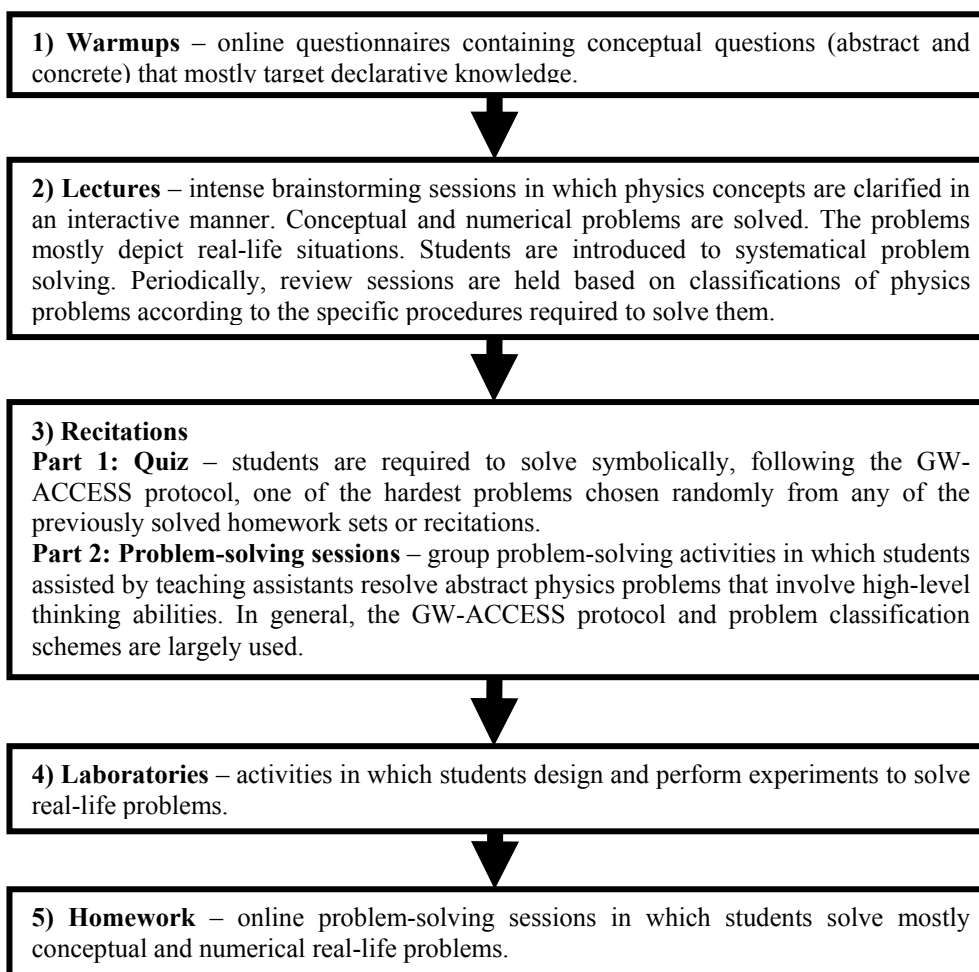 1) Warmups – online questionnaires containing conceptual questions (abstract and
concrete) that mostly target declarative knowledge.
2) Lectures – intense brainstorming sessions in which physics concepts are clarified in
an interactive manner. Conceptual and numerical problems are solved. The problems
mostly depict real-life situations. Students are introduced to systematical problem
solving. Periodically, review sessions are held based on classifications of physics
problems according to the specific procedures required to solve them.
3) Recitations
Part 1: Quiz – students are required to solve symbolically, following the GW-
ACCESS protocol, one of the hardest problems chosen randomly from any of the
previously solved homework sets or recitations.
Part 2: Problem-solving sessions – group problem-solving activities in which students
assisted by teaching assistants resolve abstract physics problems that involve high-level
thinking abilities. In general, the GW-ACCESS protocol and problem classification
schemes are largely used.
4) Laboratories – activities in which students design and perform experiments to solve
real-life problems.
5) Homework – online problem-solving sessions in which students solve mostly
conceptual and numerical real-life problems.